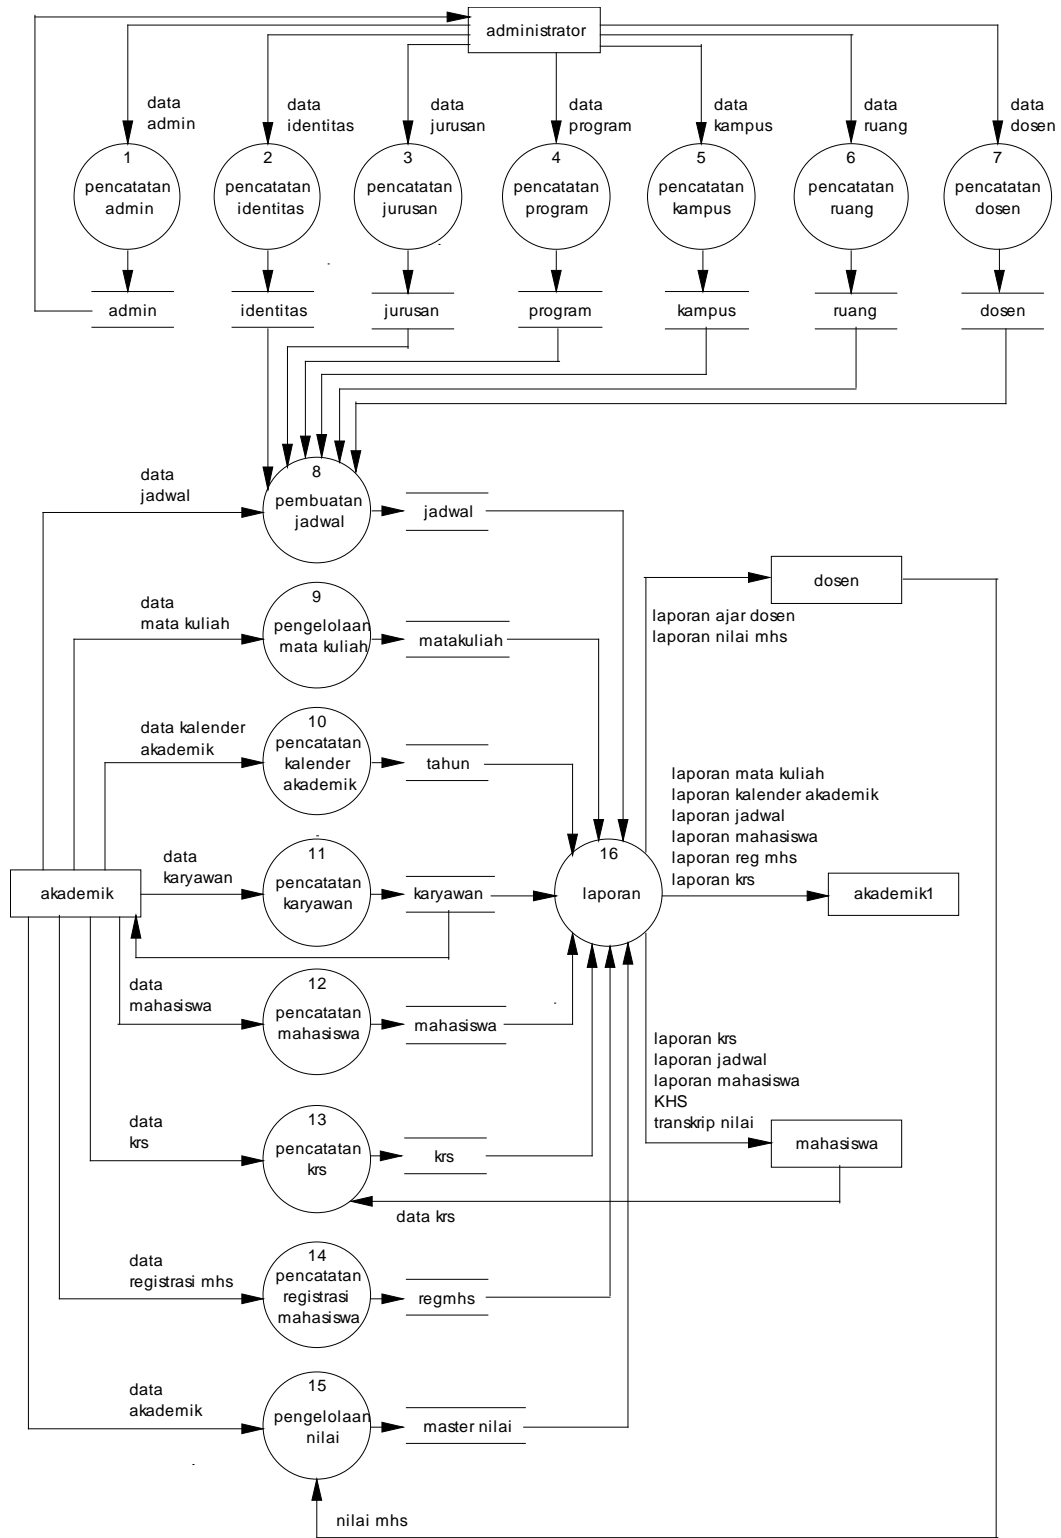 administrator
data
admin
data
identitas
data
jurusan
data
program
data
kampus
data
ruang
data
dosen
1
pencatatan
admin
2
pencatatan
identitas
3
pencatatan
jurusan
4
pencatatan
program
5
pencatatan
kampus
6
pencatatan
ruang
7
pencatatan
dosen
admin
identitas
jurusan
program
kampus
ruang
dosen
data
jadwal
8
pembuatan
jadwal
jadwal
data
mata kuliah
9
pengelolaan
mata kuliah
matakuliah
dosen
laporan ajar dosen
laporan nilai mhs
data kalender
akademik
10
pencatatan
kalender
akademik
tahun
laporan mata kuliah
laporan kalender akademik
laporan jadwal
laporan mahasiswa
laporan reg mhs
laporan krs
akademik
data
karyawan
11
pencatatan
karyawan
karyawan
16
laporan
akademik1
data
mahasiswa
12
pencatatan
mahasiswa
mahasiswa
laporan krs
laporan jadwal
laporan mahasiswa
KHS
transkrip nilai
data
krs
13
pencatatan
krs
krs
mahasiswa
data krs
data
registrasi mhs
14
pencatatan
registrasi
mahasiswa
regmhs
data
akademik
15
pengelolaan
nilai
master nilai
nilai mhs